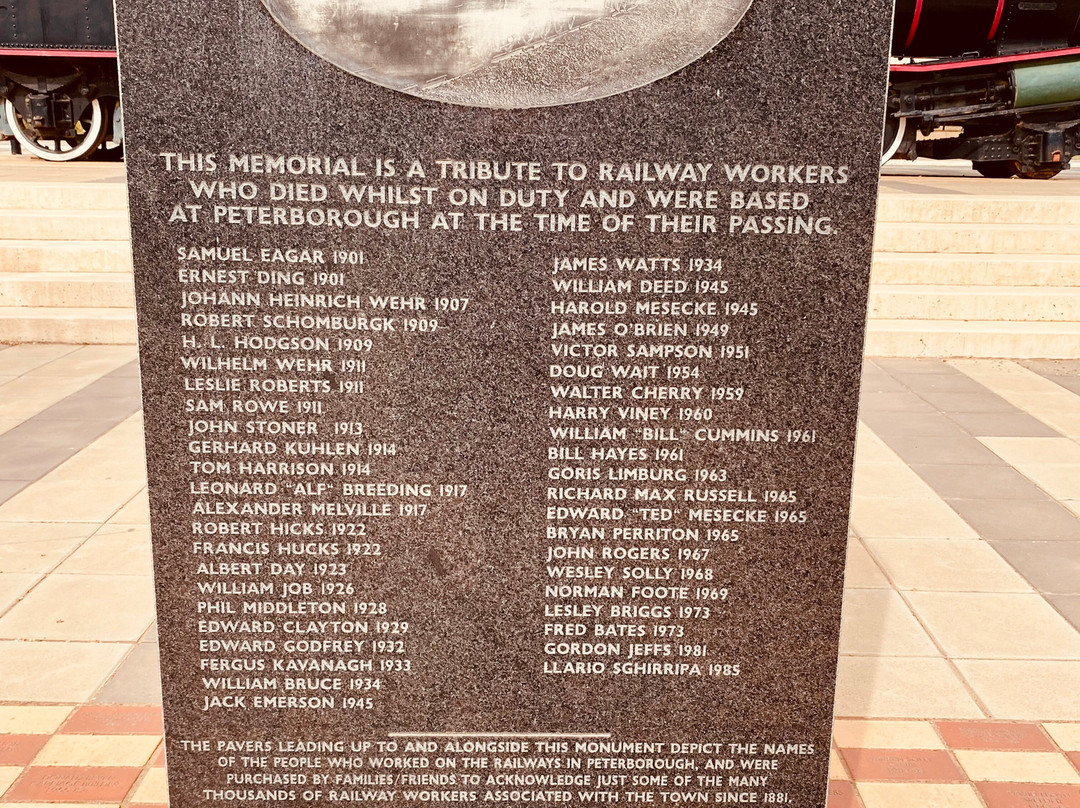 THIS MEMORIAL IS A TRIBUTE TO RAILWAY WORKERS
WHO DIED WHILST ON DUTY AND WERE BASED
AT PETERBOROUGH AT THE TIME OF THEIR PASSING.
SAMUEL EAGAR 1901
ERNEST DING 1901
JOHANN HEINRICH WEHR 1907
ROBERT SCHOMBURGK 1909
H. L. HODGSON 1909
WILHELM WEHR 1911
LESLIE ROBERTS 1911
SAM ROWE 1911
JOHN STONER 1913
GERHARD KUHLEN 1914
TOM HARRISON 1914
LEONARD "ALF" BREEDING 1917
ALEXANDER MELVILLE 1917
ROBERT HICKS 1922
FRANCIS HUCKS 1922
ALBERT DAY 1923
WILLIAM JOB 1926
PHIL MIDDLETON 1928
EDWARD CLAYTON 1929
EDWARD GODFREY 1932
FERGUS KAVANAGH 1933
WILLIAM BRUCE 1934
JACK EMERSON 1945
JAMES WATTS 1934
WILLIAM DEED 1945
HAROLD MESECKE 1945
JAMES O'BRIEN 1949
VICTOR SAMPSON 1951
DOUG WAIT 1954
WALTER CHERRY 1959
HARRY VINEY 1960
WILLIAM "BILL" CUMMINS 1961
BILL HAYES 1961
GORIS LIMBURG 1963
RICHARD MAX RUSSELL 1965
EDWARD "TED" MESECKE 1965
BRYAN PERRITON 1965
JOHN ROGERS 1967
WESLEY SOLLY 1968
NORMAN FOOTE 1969
LESLEY BRIGGS 1973
FRED BATES 1973
GORDON JEFFS 1981
LLARIO SGHIRRIPA 1985
THE PAVERS LEADING UP TO AND ALONGSIDE THIS MONUMENT DEPICT THE NAMES
OF THE PEOPLE WHO WORKED ON THE RAILWAYS IN PETERBOROUGH, AND WERE
PURCHASED BY FAMILIES/FRIENDS TO ACKNOWLEDGE JUST SOME OF THE MANY
THOUSANDS OF RAILWAY WORKERS ASSOCIATED WITH THE TOWN SINCE 1881.